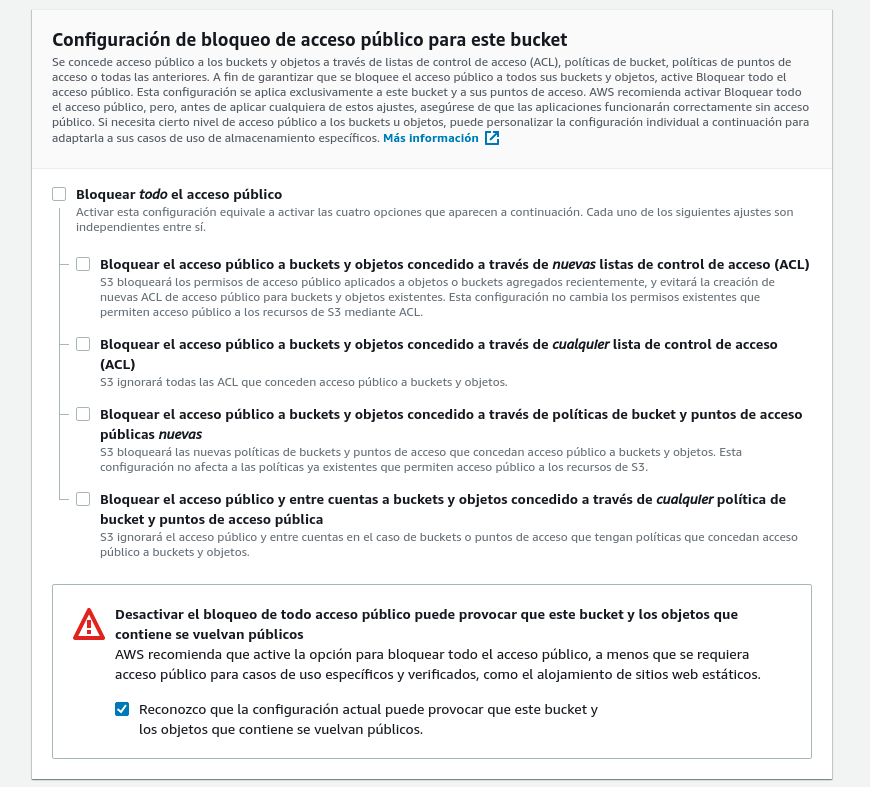 Configuración de bloqueo de acceso público para este bucket
Se concede acceso público a los buckets y objetos a través de listas de control de acceso (ACL), políticas de bucket, políticas de puntos de
acceso o todas las anteriores. A fin de garantizar que se bloquee el acceso público a todos sus buckets y objetos, active Bloquear todo el
acceso público. Esta configuración se aplica exclusivamente a este bucket y a sus puntos de acceso. AWS recomienda activar Bloquear todo
el acceso público, pero, antes de aplicar cualquiera de estos ajustes, asegúrese de que las aplicaciones funcionarán correctamente sin acceso
público. Si necesita cierto nivel de acceso público a los buckets u objetos, puede personalizar la configuración individual a continuación para
adaptarla a sus casos de uso de almacenamiento específicos. Más información
Bloquear todo el acceso público
Activar esta configuración equivale a activar las cuatro opciones que aparecen a continuación. Cada uno de los siguientes ajustes son
independientes entre sí.
Bloquear el acceso público a buckets y objetos concedido a través de nuevas listas de control de acceso (ACL)
S3 bloqueará los permisos de acceso público aplicados a objetos o buckets agregados recientemente, y evitará la creación de
nuevas ACL de acceso público para buckets y objetos existentes. Esta configuración no cambia los permisos existentes que
permiten acceso público a los recursos de S3 mediante ACL.
Bloquear el acceso público a buckets y objetos concedido a través de cualquier lista de control de acceso
(ACL)
S3 ignorará todas las ACL que conceden acceso público a buckets y objetos.
Bloquear el acceso público a buckets y objetos concedido a través de políticas de bucket y puntos de acceso
públicas nuevas
S3 bloqueará las nuevas políticas de buckets y puntos de acceso que concedan acceso público a buckets y objetos. Esta
configuración no afecta a las políticas ya existentes que permiten acceso público a los recursos de S3.
Bloquear el acceso público y entre cuentas a buckets y objetos concedido a través de cualquier política de
bucket y puntos de acceso pública
S3 ignorará el acceso público y entre cuentas en el caso de buckets o puntos de acceso que tengan políticas que concedan acceso
público a buckets y objetos.
Desactivar el bloqueo de todo acceso público puede provocar que este bucket y los objetos que
contiene se vuelvan públicos
AWS recomienda que active la opción para bloquear todo el acceso público, a menos que se requiera
acceso público para casos de uso específicos y verificados, como el alojamiento de sitios web estáticos.
Reconozco que la configuración actual puede provocar que este bucket y
los objetos que contiene se vuelvan públicos.